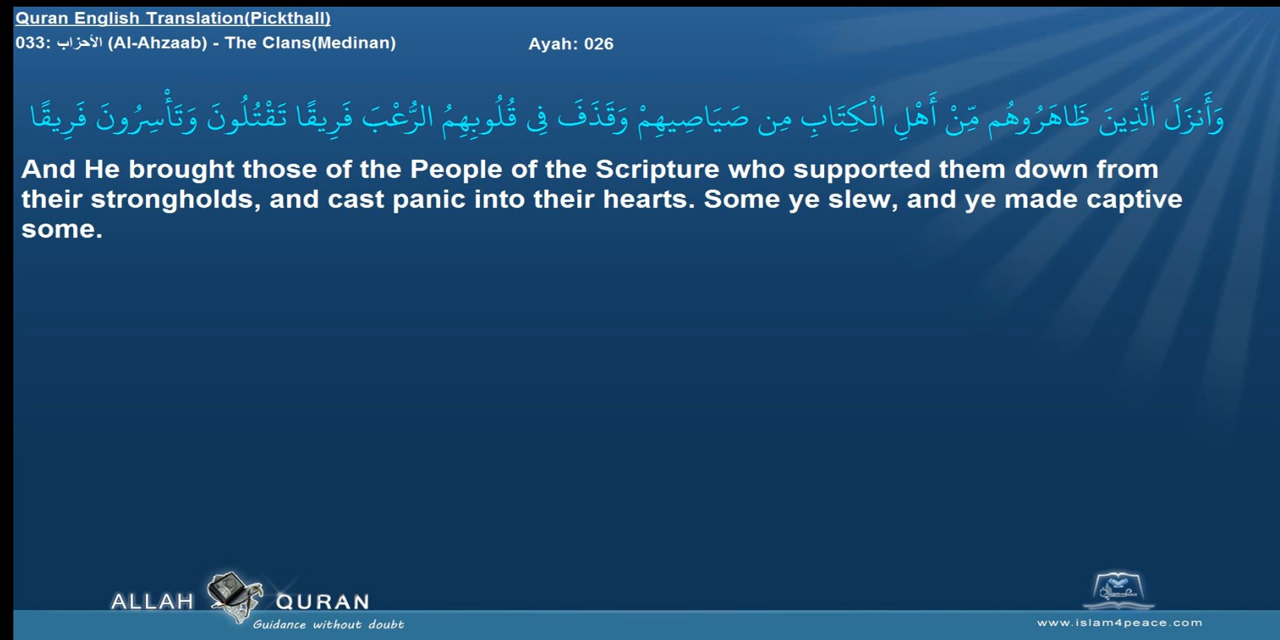 Quran English Translation(Pickthall)
033: الأحزاب (Al-Ahzaab) - The Clans(Medinan) Ayah: 026
وَأَنزَلَ الَّذِينَ ظَاهَرُوهُم مِّنْ أَهْلِ الْكِتَابِ مِن صَيَاصِيهِمْ وَقَذَفَ فِي قُلُوبِهِمُ الرُّعْبَ فَرِيقًا تَقْتُلُونَ وَتَأْسِرُونَ فَرِيقًا
And He brought those of the People of the Scripture who supported them down from
their strongholds, and cast panic into their hearts. Some ye slew, and ye made captive
some.
ALLAH QURAN
Guidance without doubt
www.islam4peace.com